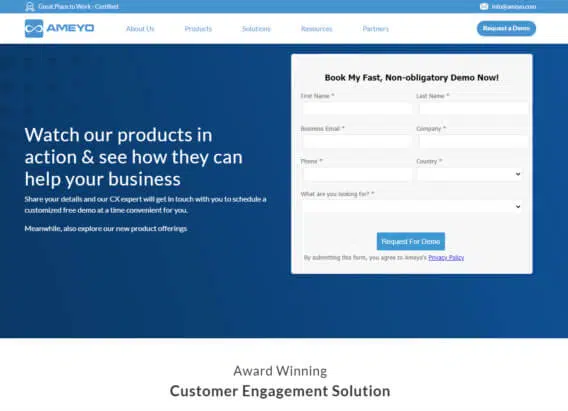 Great Place to Work - Certified
info@ameyo.com
AMEYO
About Us
Products
Solutions
Resources
Partners
Request a Demo
Book My Fast, Non-obligatory Demo Now!
First Name *
Last Name *
Business Email *
Company *
Phone *
Country *
What are you looking for? *
Request For Demo
By submitting this form, you agree to Ameyo's Privacy Policy
Watch our products in
action & see how they can
help your business
Share your details and our CX expert will get in touch with you to schedule a
customized free demo at a time convenient for you.
Meanwhile, also explore our new product offerings
Award Winning
Customer Engagement Solution